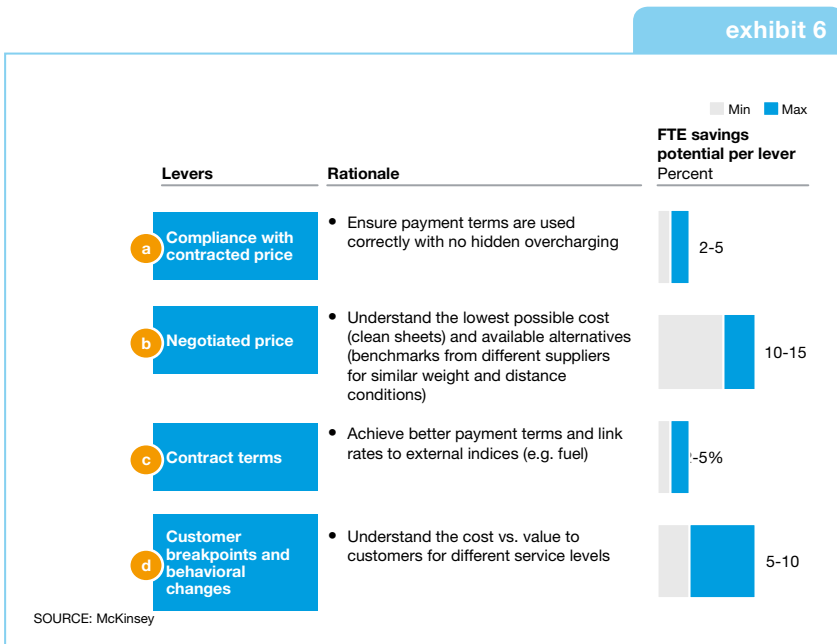 exhibit 6
Min Max
FTE savings
potential per lever
Percent
Levers
Rationale
a
Compliance with
contracted price
• Ensure payment terms are used
correctly with no hidden overcharging
2-5
b
Negotiated price
• Understand the lowest possible cost
(clean sheets) and available alternatives
(benchmarks from different suppliers
for similar weight and distance
conditions)
10-15
c
Contract terms
• Achieve better payment terms and link
rates to external indices (e.g. fuel)
-5%
d
Customer
breakpoints and
behavioral
changes
• Understand the cost vs. value to
customers for different service levels
5-10
SOURCE: McKinsey